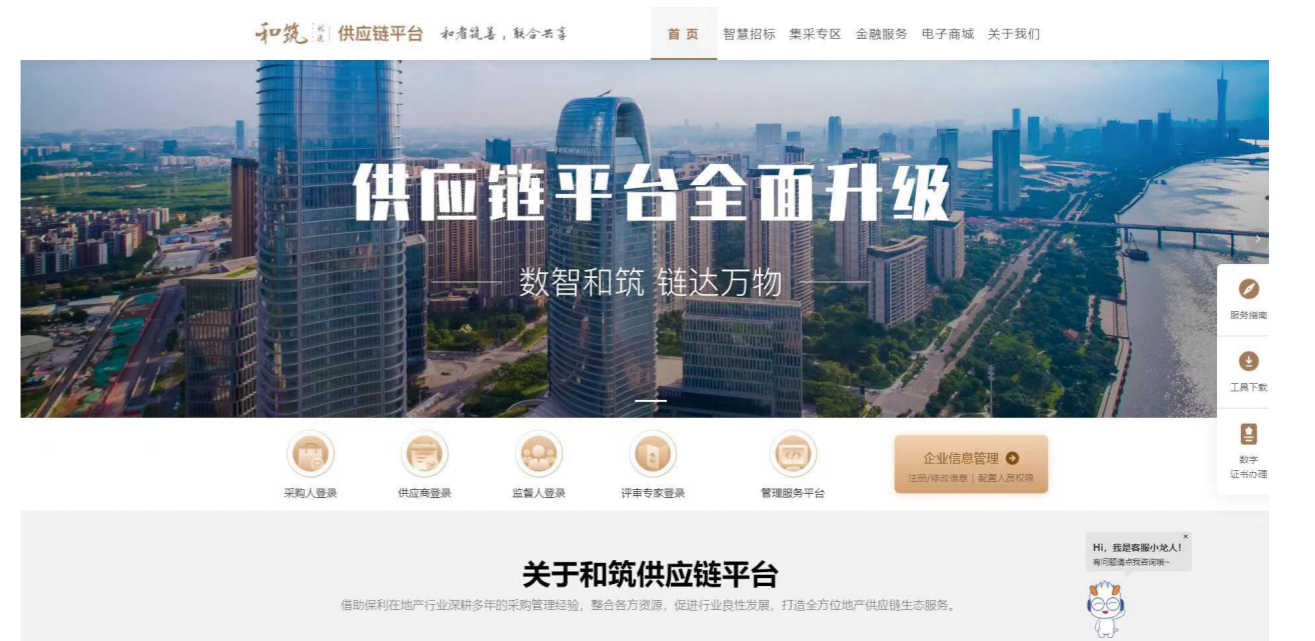 和筑 优选 供应链平台 和者筑善，联合共享
首页 智慧招标 集采专区 金融服务 电子商城 关于我们
供应链平台全面升级
数智和筑 链达万物
服务指南
工具下载
数字
证书办理
采购人登录 供应商登录 监督人登录 评审专家登录 管理服务平台
企业信息管理
注册/修改信息 | 配置人员权限
关于和筑供应链平台
借助保利在地产行业深耕多年的采购管理经验，整合各方资源，促进行业良性发展，打造全方位地产供应链生态服务。
Hi，我是客服小龙人！
有问题请点我咨询哦~